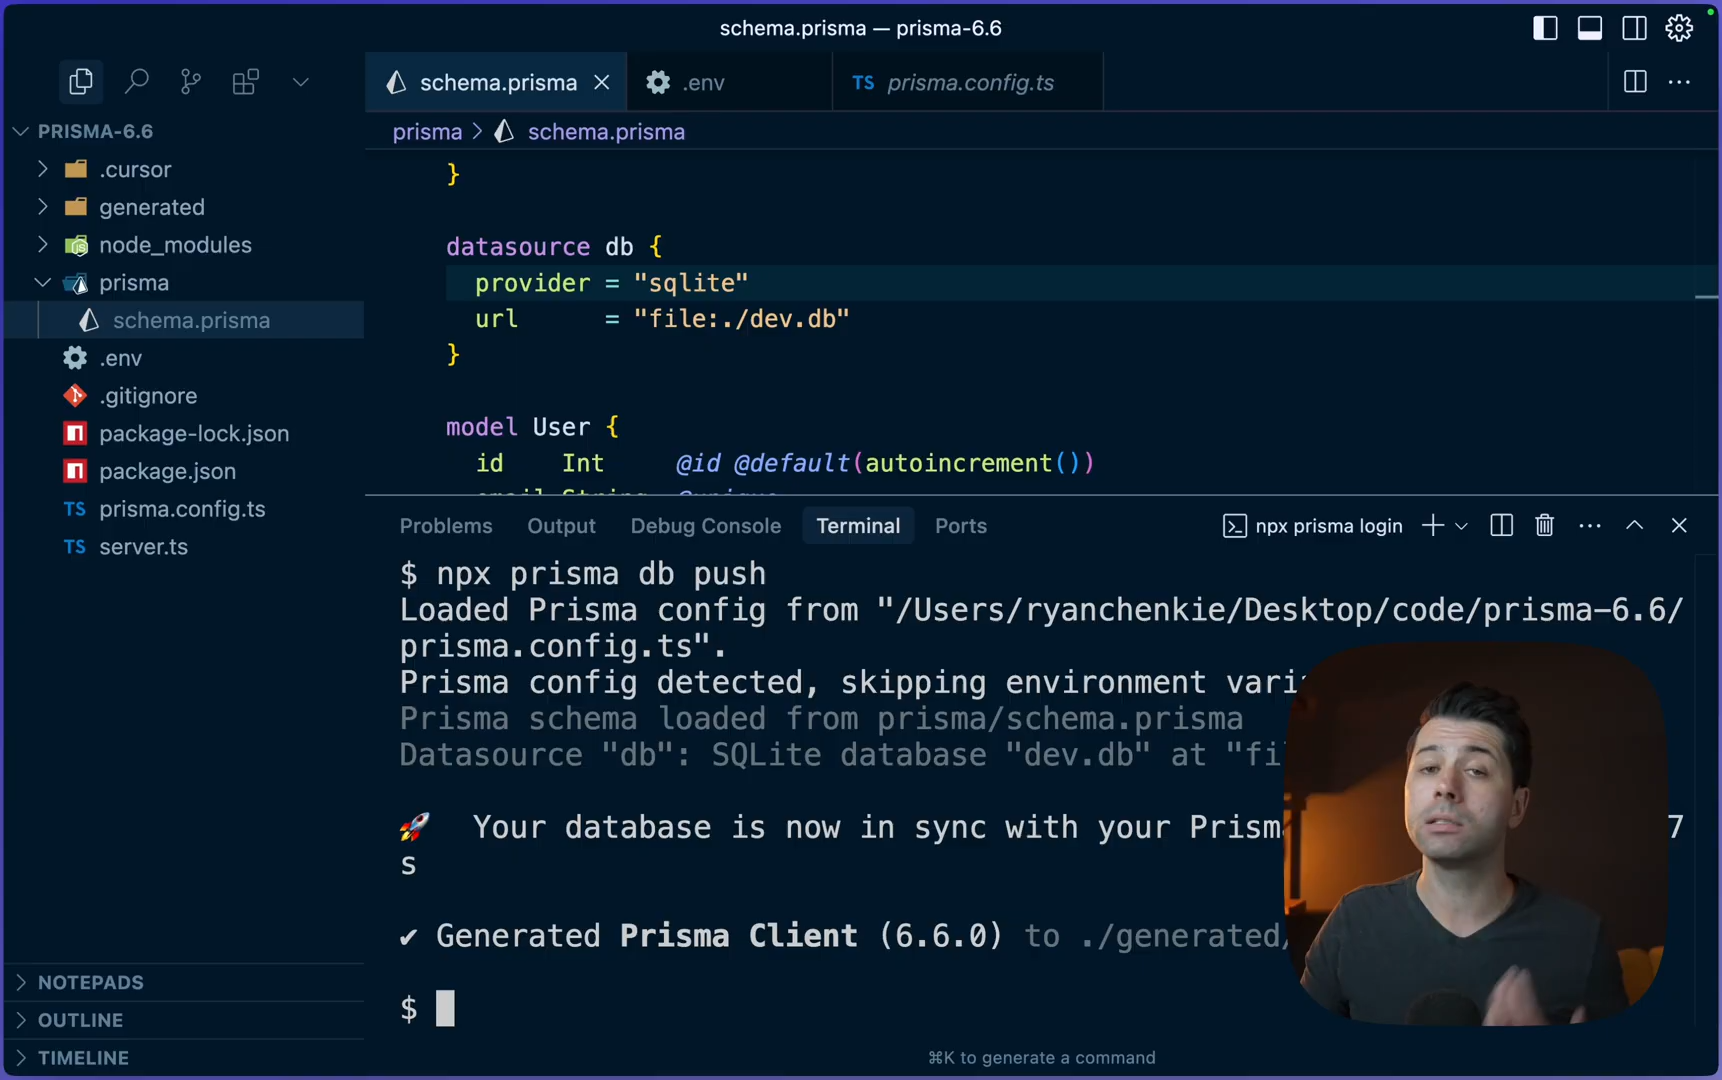 schema.prisma — prisma-6.6
schema.prisma
.env
TS prisma.config.ts
PRISMA-6.6
.cursor
generated
node_modules
prisma
schema.prisma
.env
.gitignore
package-lock.json
package.json
TS prisma.config.ts
TS server.ts
NOTEPADS
OUTLINE
TIMELINE
prisma > schema.prisma
}
datasource db {
provider = "sqlite"
url = "file:./dev.db"
}
model User {
id Int @id @default(autoincrement())
email String @unique
Problems Output Debug Console Terminal Ports
npx prisma login
$ npx prisma db push
Loaded Prisma config from "/Users/ryanchenkie/Desktop/code/prisma-6.6/
prisma.config.ts".
Prisma config detected, skipping environment vari
Prisma schema loaded from prisma/schema.prisma
Datasource "db": SQLite database "dev.db" at "fi
🚀 Your database is now in sync with your Prism 7
s
✔ Generated Prisma Client (6.6.0) to ./generated/
$
⌘K to generate a command